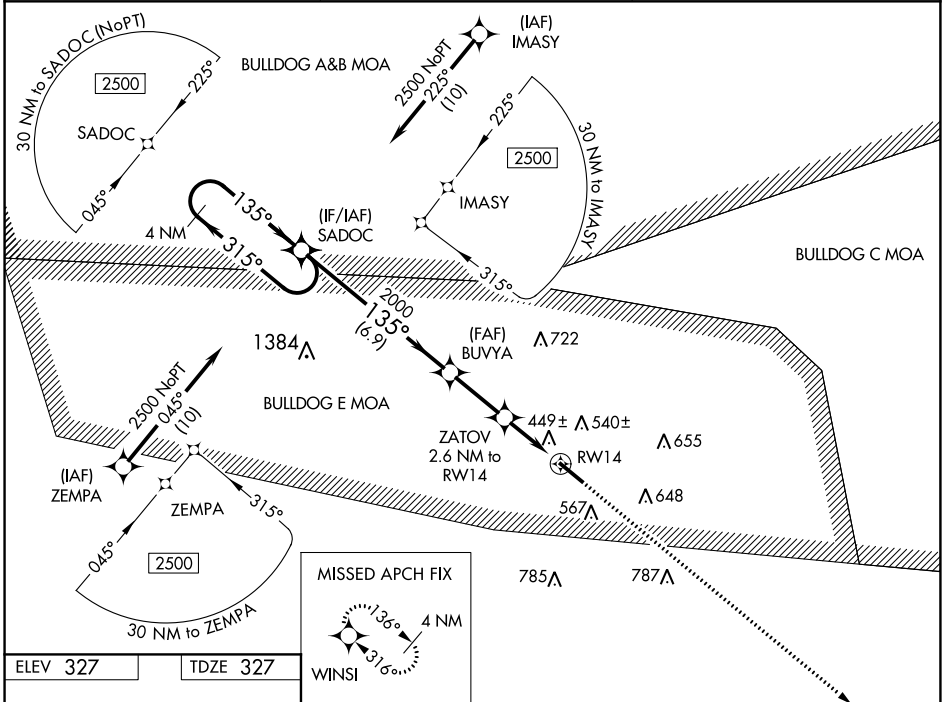 30 NM to SADOC (NoPT)
2500
225°
SADOC
045°
BULLDOG A&B MOA
(IAF)
IMASY
2500 NoPT
225°
(10)
225°
2500
IMASY
30 NM to IMASY
315°
BULLDOG C MOA
135°
4 NM
315°
(IF/IAF)
SADOC
2000
135°
(6.9)
1384
(FAF)
BUVYA
722
BULLDOG E MOA
2500 NoPT
045°
(10)
(IAF)
ZEMPA
ZATOV
2.6 NM to
RW14
449±
540±
655
RW14
567
648
ZEMPA
315°
045°
2500
30 NM to ZEMPA
785
787
MISSED APCH FIX
136°
4 NM
316°
WINSI
ELEV 327
TDZE 327